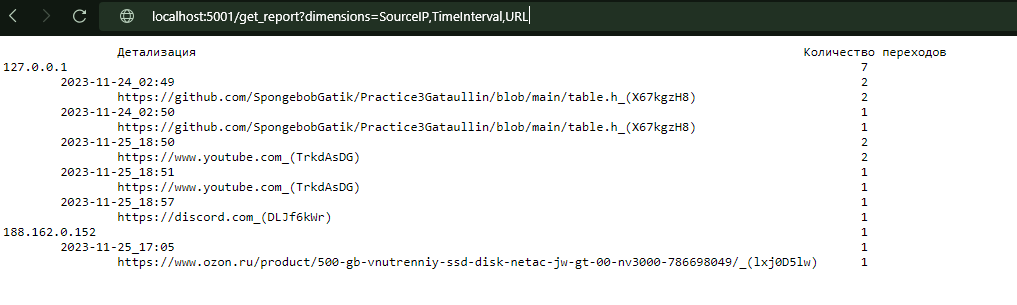 localhost:5001/get_report?dimensions=SourceIP,TimeInterval,URL
Детализация Количество переходов
127.0.0.1 7
2023-11-24_02:49 2
https://github.com/SpongebobGatik/Practice3Gataullin/blob/main/table.h_(X67kgzH8) 2
2023-11-24_02:50 1
https://github.com/SpongebobGatik/Practice3Gataullin/blob/main/table.h_(X67kgzH8) 1
2023-11-25_18:50 2
https://www.youtube.com_(TrkdAsDG) 2
2023-11-25_18:51 1
https://www.youtube.com_(TrkdAsDG) 1
2023-11-25_18:57 1
https://discord.com_(DLJf6kWr) 1
188.162.0.152 1
2023-11-25_17:05 1
https://www.ozon.ru/product/500-gb-vnutrenniy-ssd-disk-netac-jw-gt-00-nv3000-786698049/_(lxj0D5lw) 1